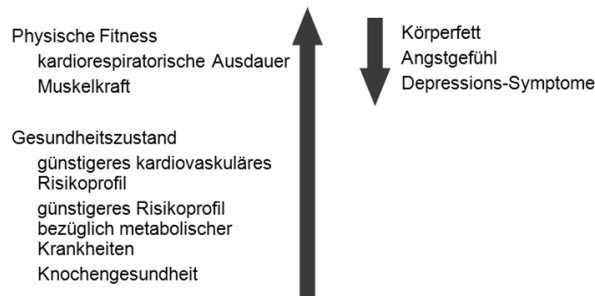 Physische Fitness
kardiorespiratorische Ausdauer
Muskelkraft
Gesundheitszustand
günstigeres kardiovaskuläres
Risikoprofil
günstigeres Risikoprofil
bezüglich metabolischer
Krankheiten
Knochengesundheit
Körperfett
Angstgefühl
Depressions-Symptome